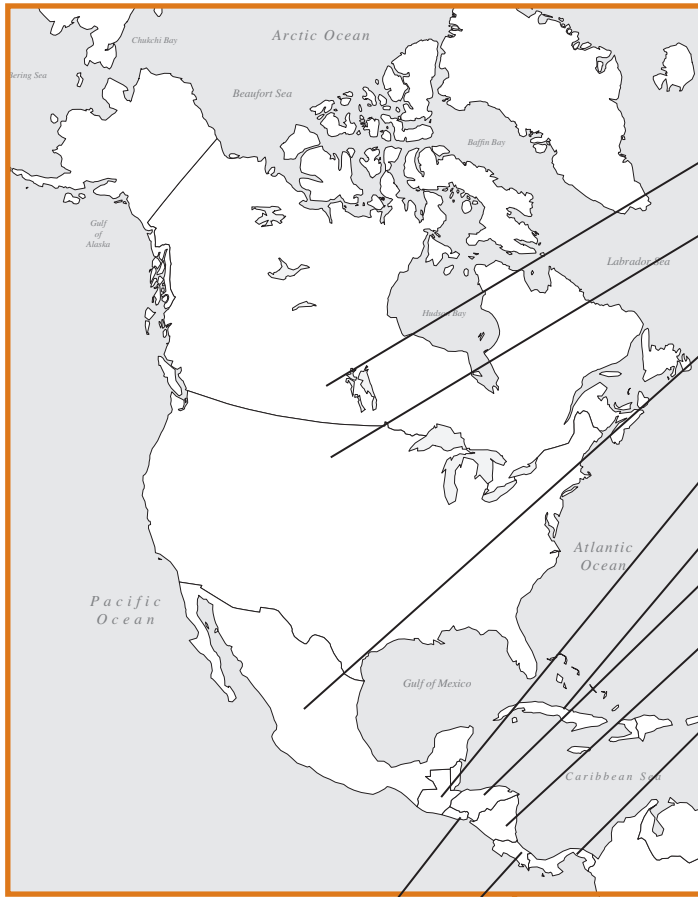 Arctic Ocean
Chukchi Bay
Bering Sea
Beaufort Sea
Baffin Bay
Gulf
of
Alaska
Labrador Sea
Hudson Bay
Atlantic
Ocean
Pacific
Ocean
Gulf of Mexico
Caribbean Sea